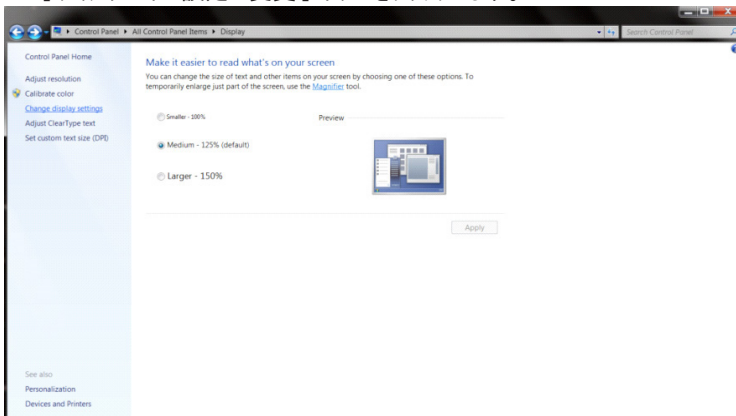 Control Panel ▸ All Control Panel Items ▸ Display
Search Control Panel
Control Panel Home
Adjust resolution
Calibrate color
Change display settings
Adjust ClearType text
Set custom text size (DPI)
Make it easier to read what's on your screen
You can change the size of text and other items on your screen by choosing one of these options. To
temporarily enlarge just part of the screen, use the Magnifier tool.
Smaller - 100%
Preview
Medium - 125% (default)
Larger - 150%
Apply
See also
Personalization
Devices and Printers